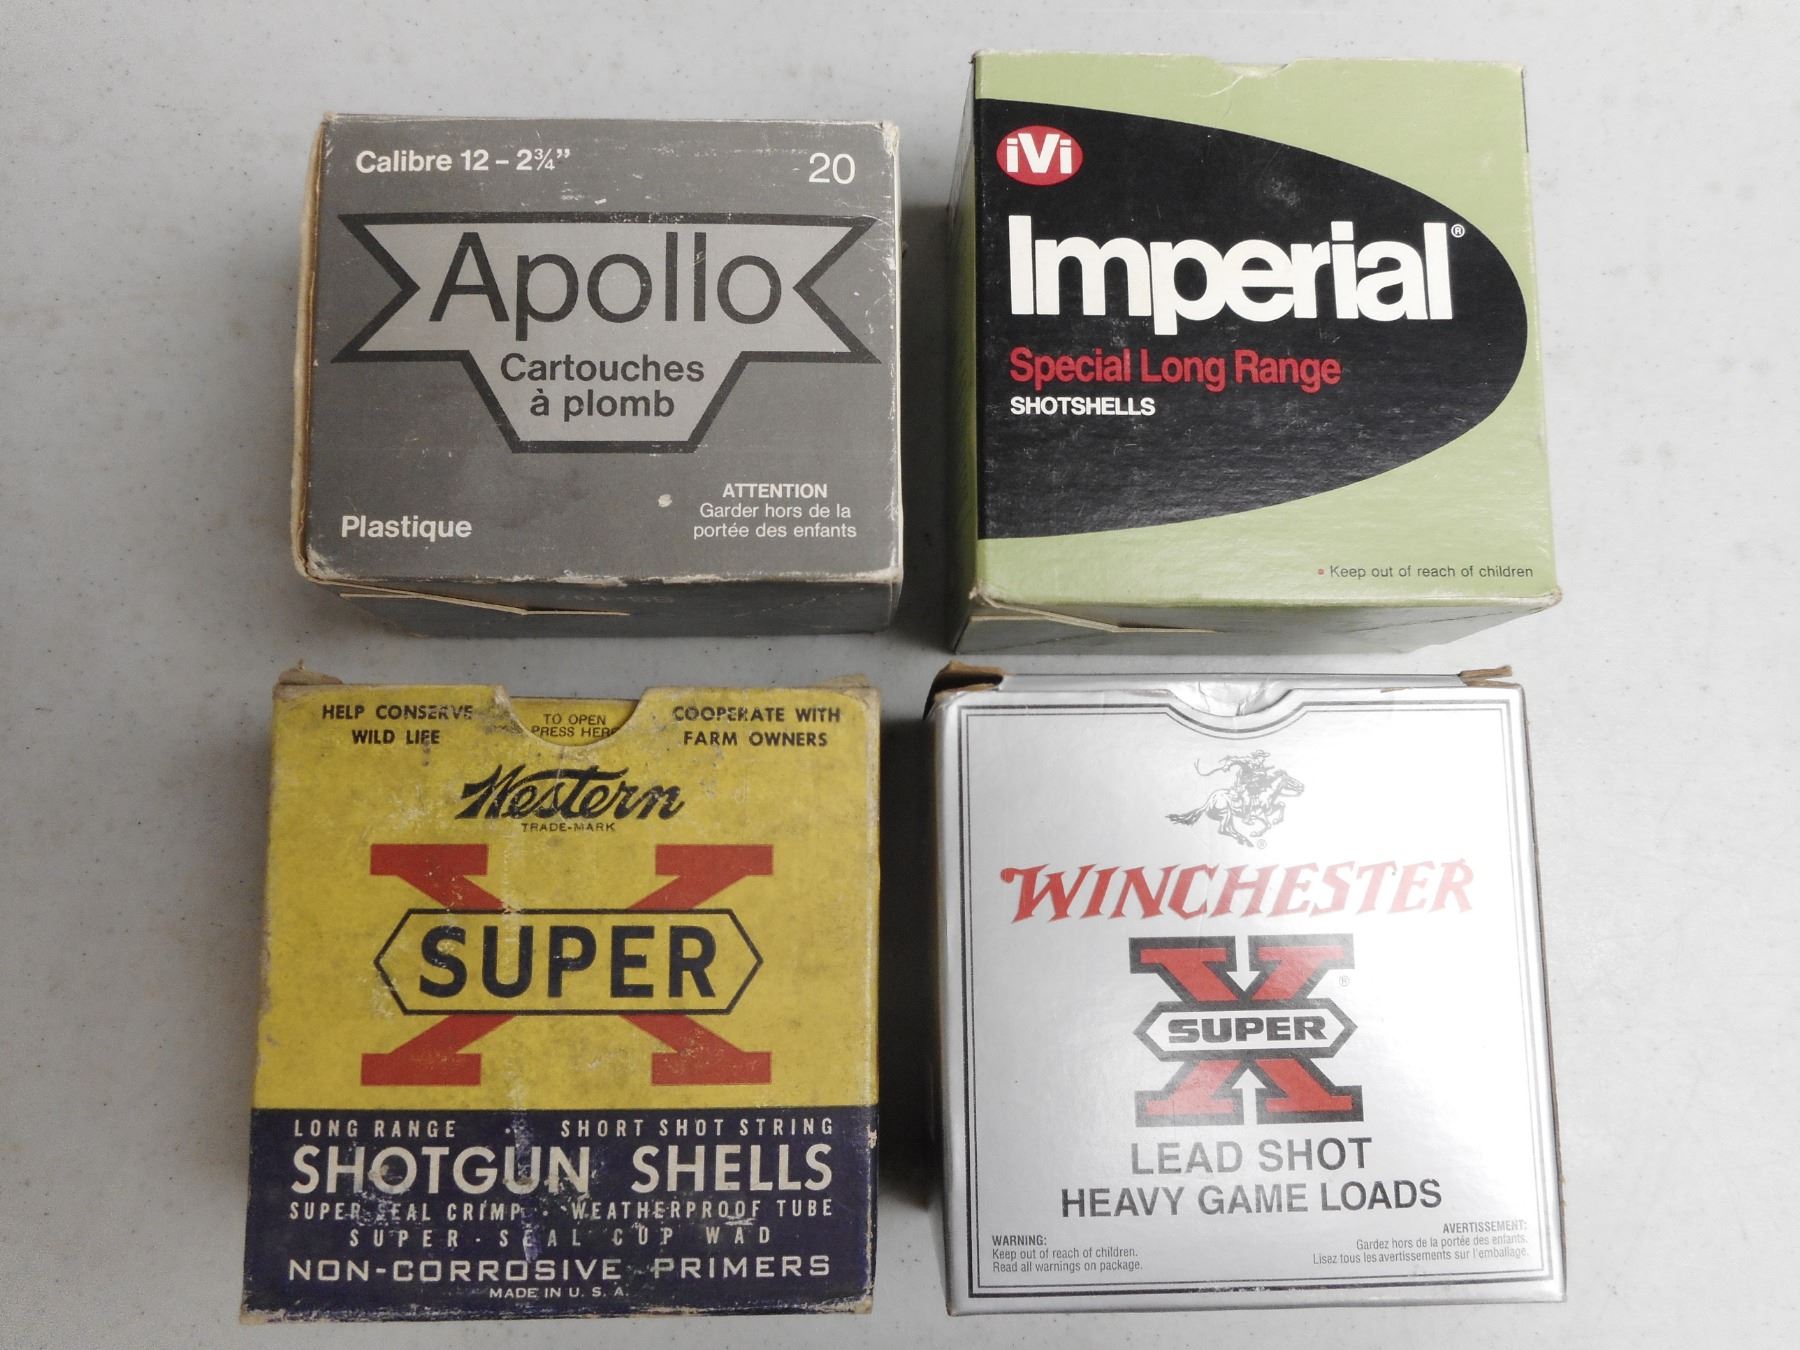 Calibre 12 – 2¾”
20
Apollo
Cartouches
à plomb
Plastique
ATTENTION
Garder hors de la
portée des enfants
iVi
Imperial®
Special Long Range
SHOTSHELLS
• Keep out of reach of children
HELP CONSERVE
WILD LIFE
TO OPEN
PRESS HERE
COOPERATE WITH
FARM OWNERS
Western
TRADE-MARK
X
SUPER
LONG RANGE • SHORT SHOT STRING
SHOTGUN SHELLS
SUPER SEAL CRIMP • WEATHERPROOF TUBE
SUPER-SEAL CUP WAD
NON-CORROSIVE PRIMERS
MADE IN U. S. A.
®
WINCHESTER
X®
SUPER
LEAD SHOT
HEAVY GAME LOADS
WARNING:
Keep out of reach of children.
Read all warnings on package.
AVERTISSEMENT:
Gardez hors de la portée des enfants.
Lisez tous les avertissements sur l'emballage.